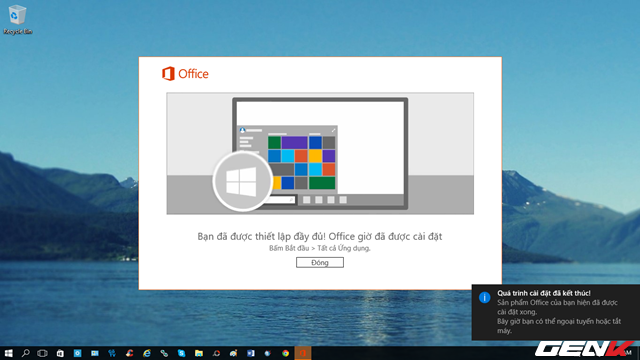 Recycle Bin
Office
Bạn đã được thiết lập đầy đủ! Office giờ đã được cài đặt
Bấm Bắt đầu > Tất cả Ứng dụng.
Đóng
Quá trình cài đặt đã kết thúc!
Sản phẩm Office của bạn hiện đã được
cài đặt xong.
Bây giờ bạn có thể ngoại tuyến hoặc tắt
máy.
GENK